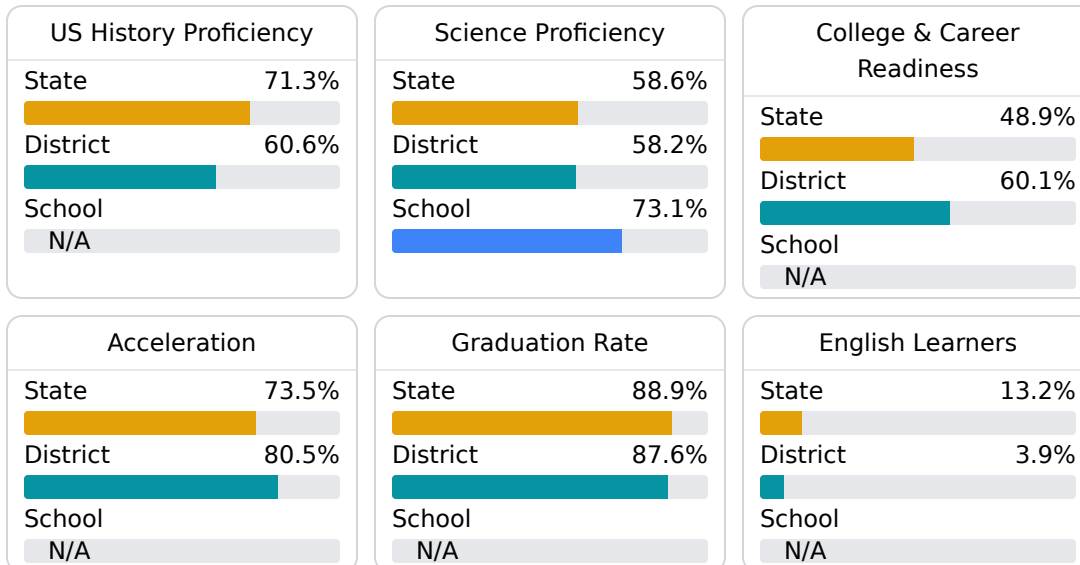 US History Proficiency
State 71.3%
District 60.6%
School
N/A
Science Proficiency
State 58.6%
District 58.2%
School 73.1%
College & Career
Readiness
State 48.9%
District 60.1%
School
N/A
Acceleration
State 73.5%
District 80.5%
School
N/A
Graduation Rate
State 88.9%
District 87.6%
School
N/A
English Learners
State 13.2%
District 3.9%
School
N/A